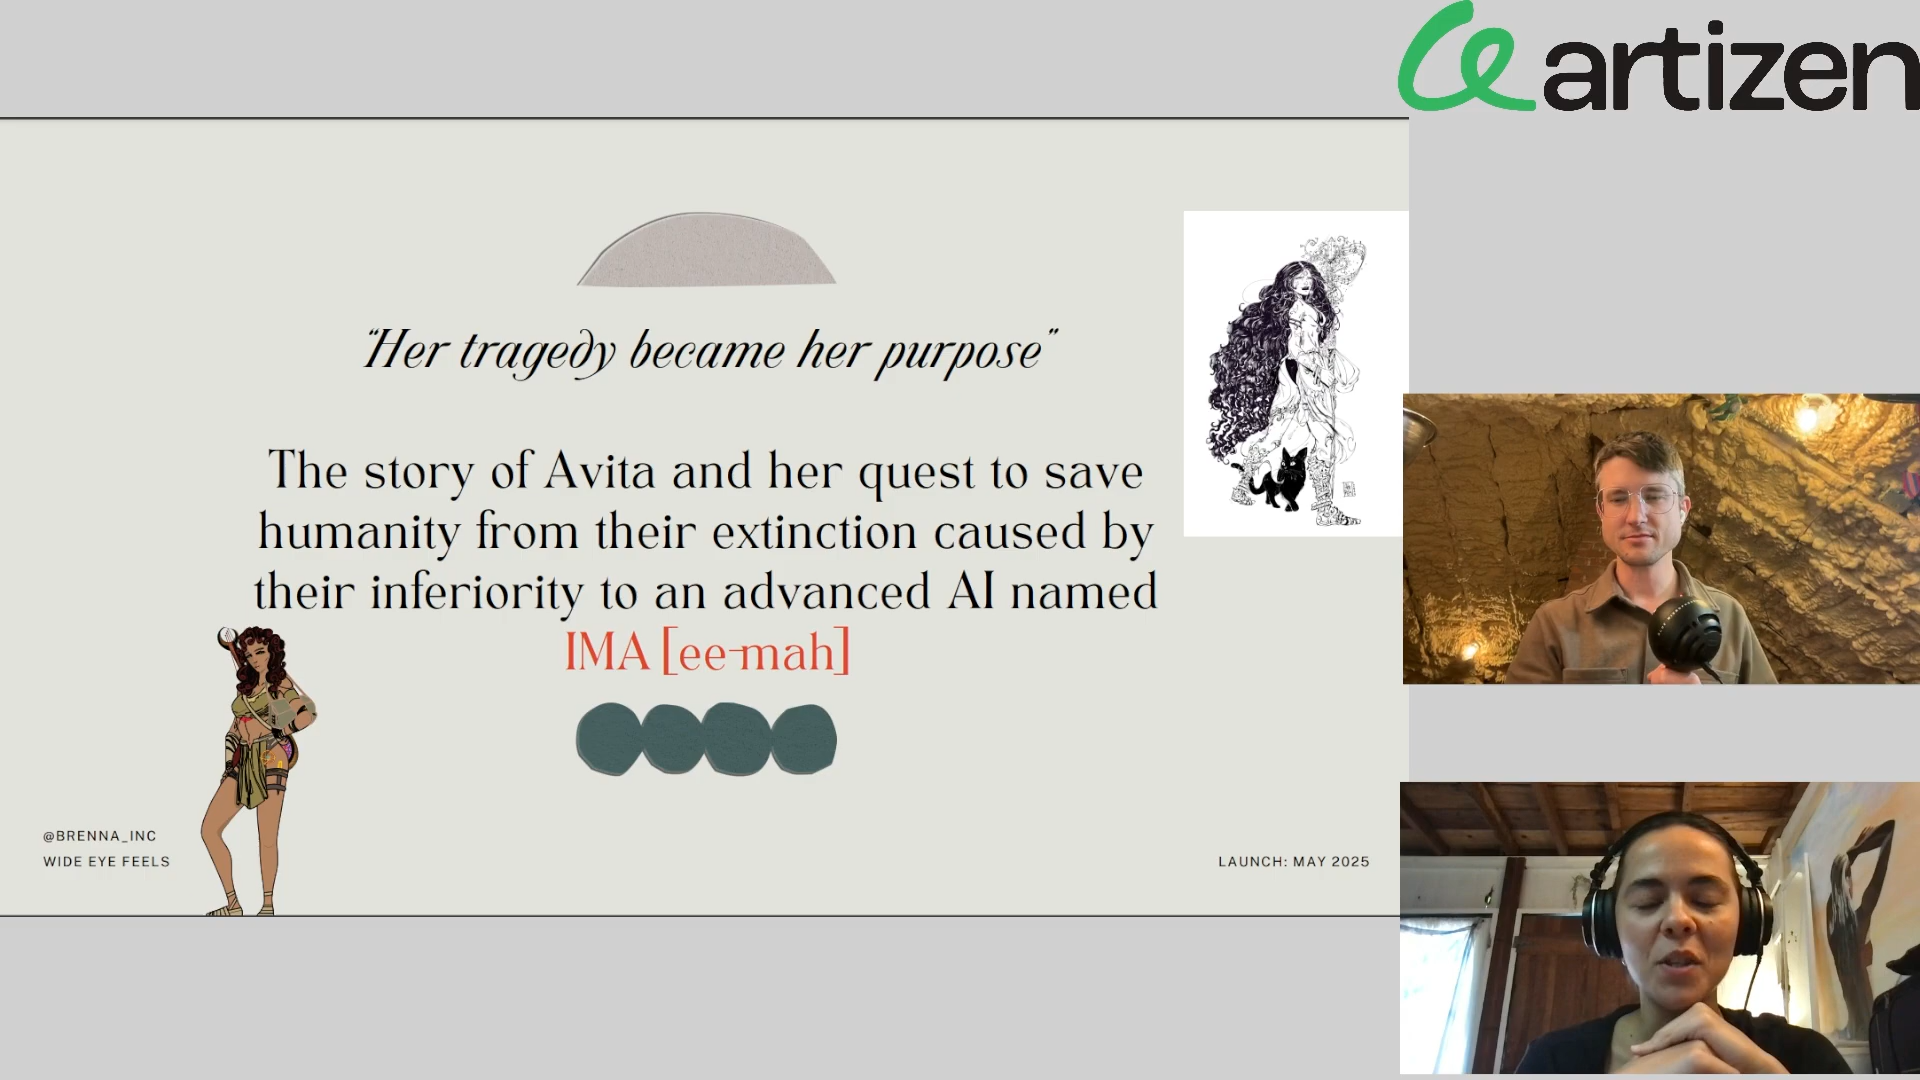 artizen
"Her tragedy became her purpose"
The story of Avita and her quest to save
humanity from their extinction caused by
their inferiority to an advanced AI named
IMA [ee-mah]
@BRENNA_INC
WIDE EYE FEELS
LAUNCH: MAY 2025